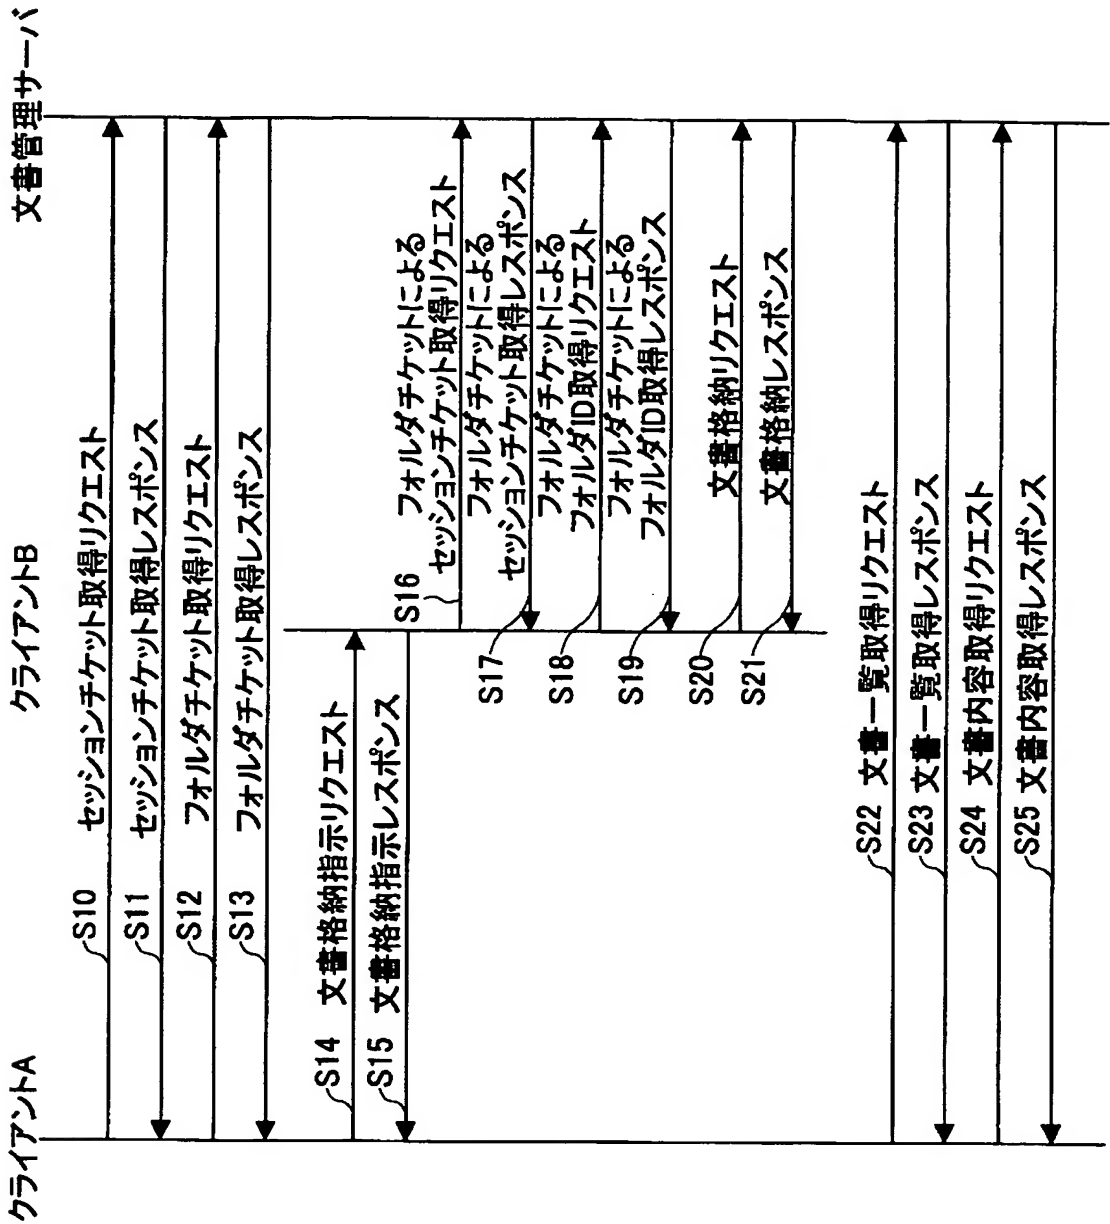 クライアントA
クライアントB
文書管理サーバ
S10
セッションチケット取得リクエスト
S11
セッションチケット取得レスポンス
S12
フォルダチケット取得リクエスト
S13
フォルダチケット取得レスポンス
S14 文書格納指示リクエスト
S15 文書格納指示レスポンス
S16
フォルダチケットによる
セッションチケット取得リクエスト
S17
フォルダチケットによる
セッションチケット取得レスポンス
S18
フォルダチケットによる
フォルダID取得リクエスト
S19
フォルダチケットによる
フォルダID取得レスポンス
S20
文書格納リクエスト
S21
文書格納レスポンス
S22 文書一覧取得リクエスト
S23 文書一覧取得レスポンス
S24 文書内容取得リクエスト
S25 文書内容取得レスポンス